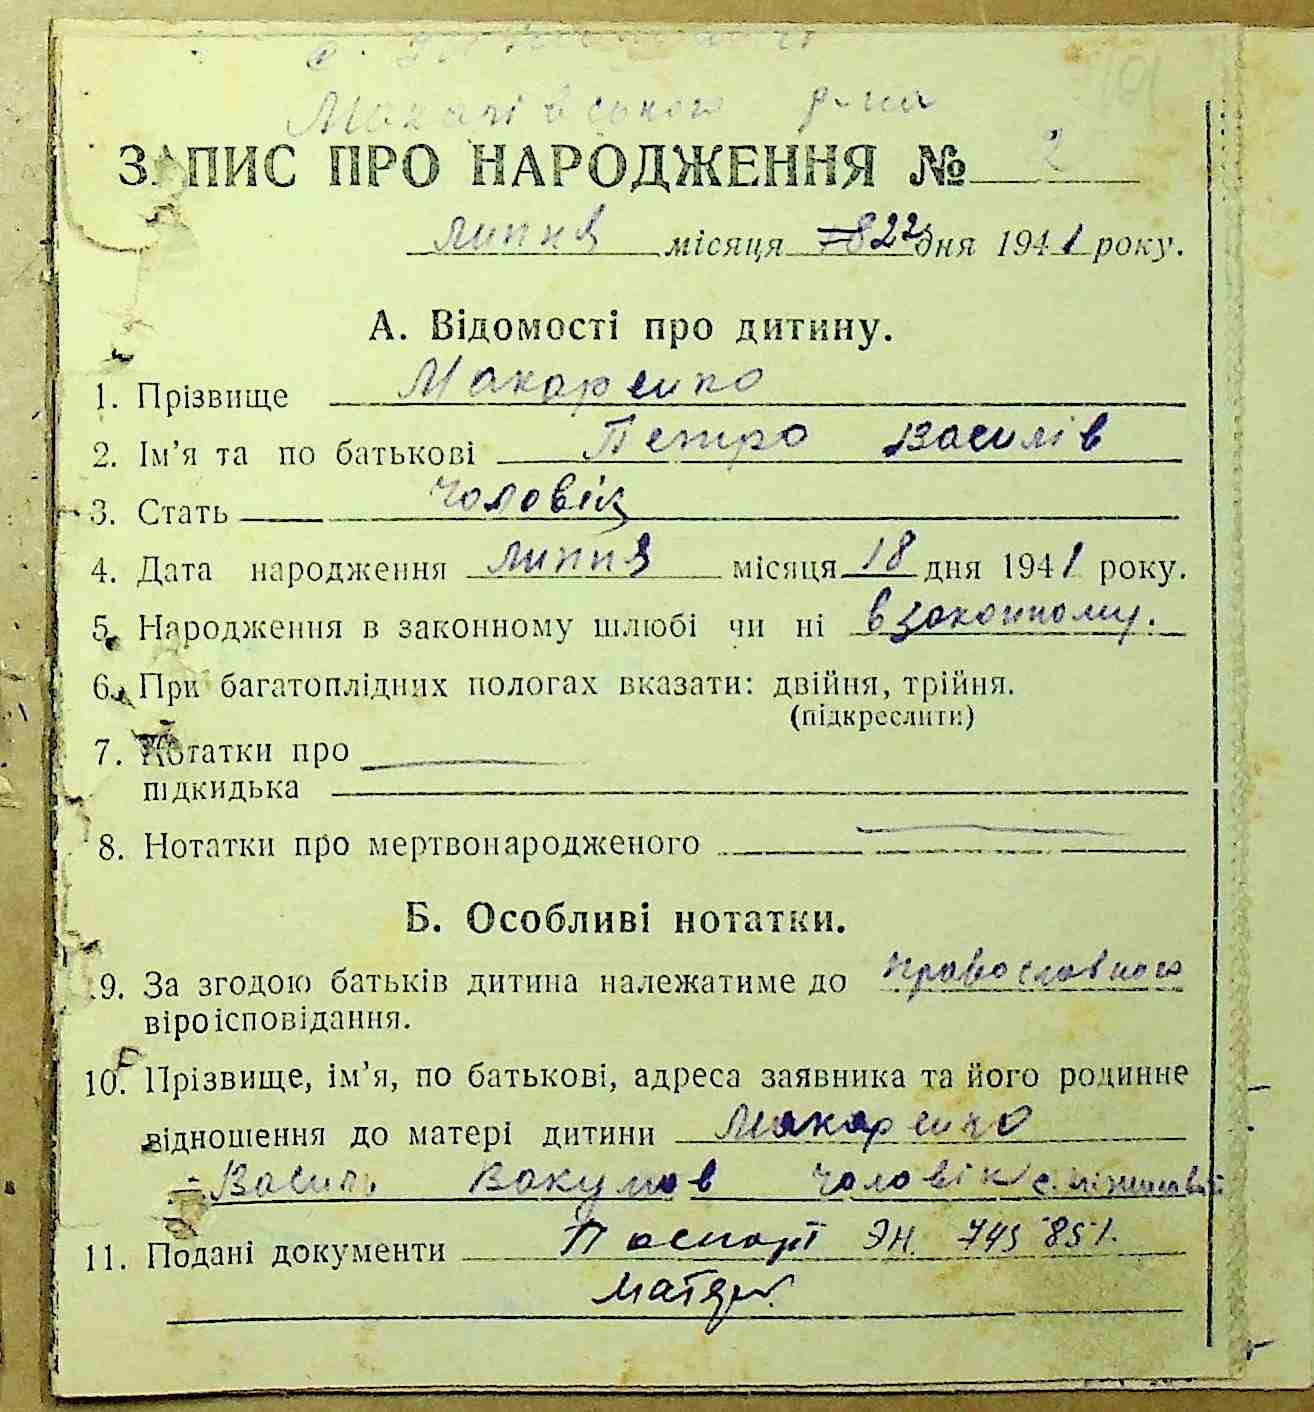 Макарівського р-на
ЗАПИС ПРО НАРОДЖЕННЯ № 2
липня місяця 22 дня 1941 року.
А. Відомості про дитину.
1. Прізвище Макаренко
2. Ім'я та по батькові Петро Василів
3. Стать чоловік
4. Дата народження липня місяця 18 дня 1941 року.
5. Народження в законному шлюбі чи ні в законному.
6. При багатоплідних пологах вказати: двійня, трійня.
(підкреслити)
7. Нотатки про
підкидька
8. Нотатки про мертвонародженого
Б. Особливі нотатки.
9. За згодою батьків дитина належатиме до православного
віроісповідання.
10. Прізвище, ім'я, по батькові, адреса заявника та його родинне
відношення до матері дитини Макаренко
Василь Вакумов чоловік
11. Подані документи Паспорт ЭН. 745851.